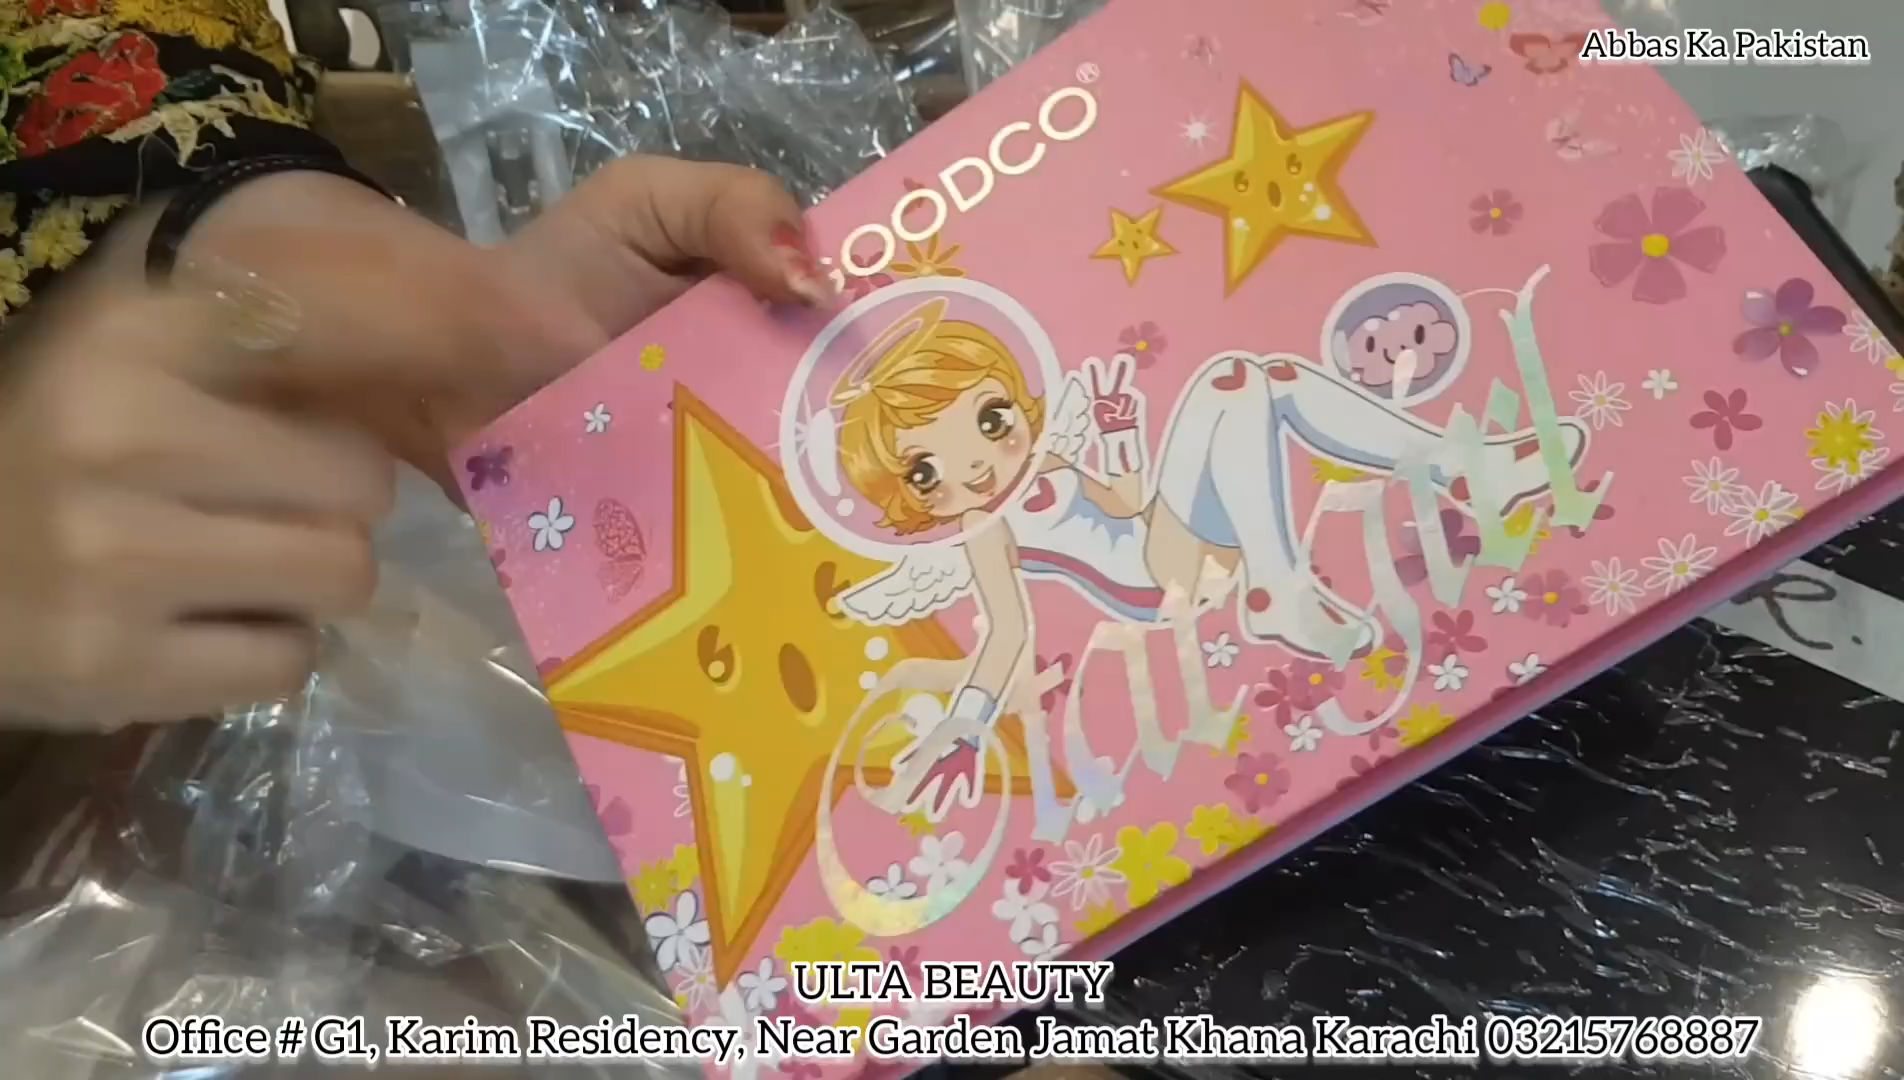 Abbas Ka Pakistan
GOODCO®
Star girl
R.
ULTA BEAUTY
Office # G1, Karim Residency, Near Garden Jamat Khana Karachi 03215768887